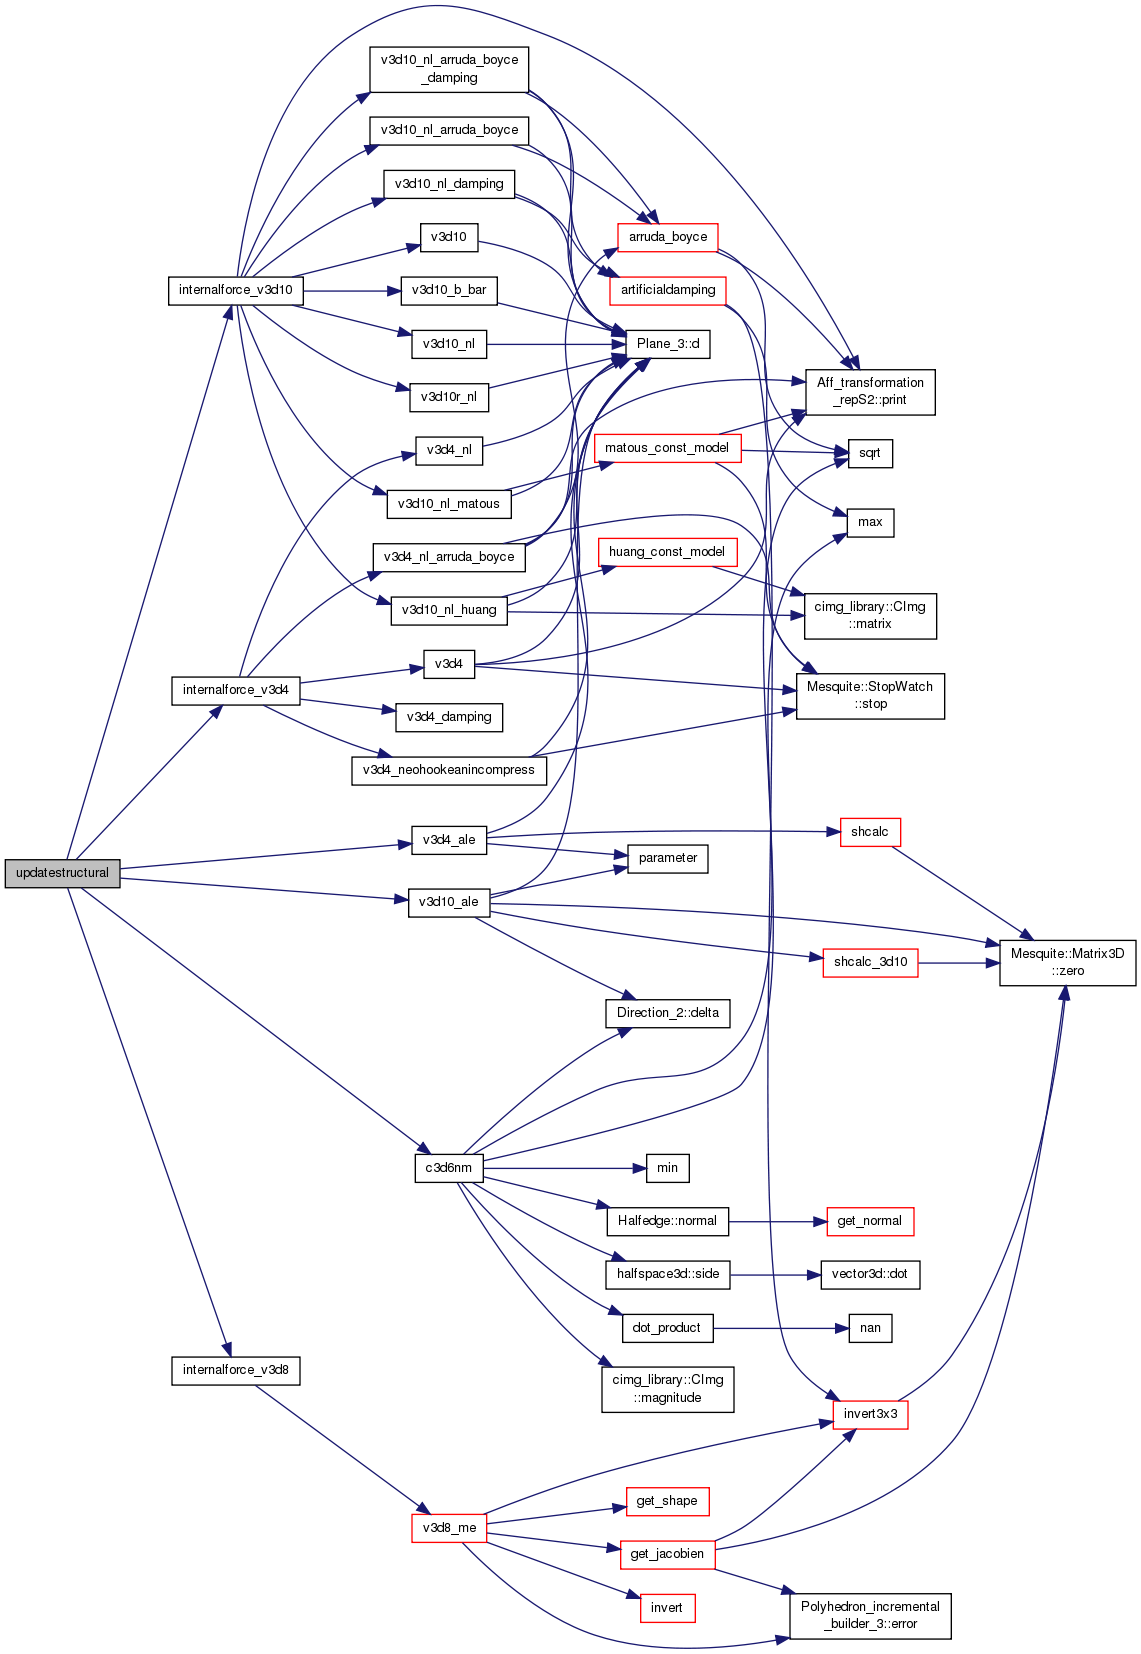 v3d10_nl_arruda_boyce
_damping
v3d10_nl_arruda_boyce
v3d10_nl_damping
v3d10
arruda_boyce
internalforce_v3d10
v3d10_b_bar
artificialdamping
v3d10_nl
Plane_3::d
v3d10r_nl
Aff_transformation
_repS2::print
v3d4_nl
matous_const_model
sqrt
v3d10_nl_matous
max
v3d4_nl_arruda_boyce
huang_const_model
v3d10_nl_huang
cimg_library::CImg
::matrix
v3d4
internalforce_v3d4
Mesquite::StopWatch
::stop
v3d4_damping
v3d4_neohookeanincompress
v3d4_ale
shcalc
parameter
updatestructural
v3d10_ale
shcalc_3d10
Mesquite::Matrix3D
::zero
Direction_2::delta
c3d6nm
min
Halfedge::normal
get_normal
halfspace3d::side
vector3d::dot
dot_product
nan
internalforce_v3d8
cimg_library::CImg
::magnitude
invert3x3
get_shape
v3d8_me
get_jacobien
invert
Polyhedron_incremental
_builder_3::error